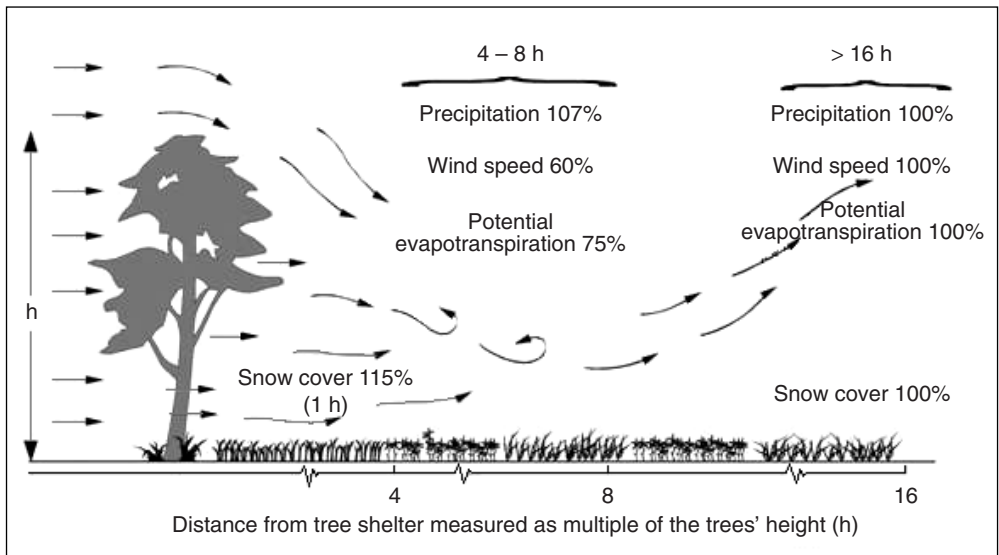 4 – 8 h
> 16 h
Precipitation 107%
Precipitation 100%
Wind speed 60%
Wind speed 100%
Potential
evapotranspiration 75%
Potential
evapotranspiration 100%
h
Snow cover 115%
(1 h)
Snow cover 100%
4
8
16
Distance from tree shelter measured as multiple of the trees’ height (h)